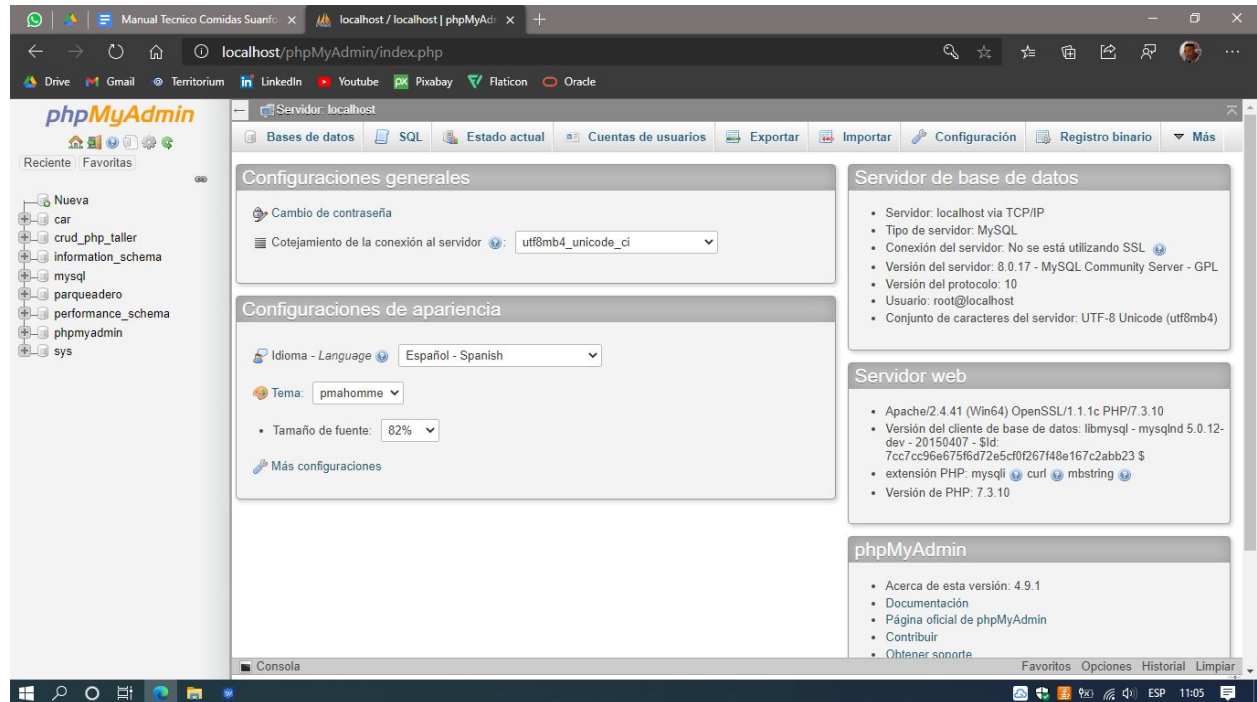 Manual Tecnico Comidas Suanfo
localhost / localhost | phpMyAdr
localhost/phpMyAdmin/index.php
Drive Gmail Territorium LinkedIn Youtube Pixabay Flaticon Oracle
phpMyAdmin
Reciente Favoritas
Nueva
car
crud_php_taller
information_schema
mysql
parqueadero
performance_schema
phpmyadmin
sys
Servidor: localhost
Bases de datos SQL Estado actual Cuentas de usuarios Exportar Importar Configuración Registro binario Más
Configuraciones generales
Cambio de contraseña
Cotejamiento de la conexión al servidor : utf8mb4_unicode_ci
Configuraciones de apariencia
Idioma - Language Español - Spanish
Tema: pmahomme
Tamaño de fuente: 82%
Más configuraciones
Servidor de base de datos
Servidor: localhost via TCP/IP
Tipo de servidor: MySQL
Conexión del servidor: No se está utilizando SSL
Versión del servidor: 8.0.17 - MySQL Community Server - GPL
Versión del protocolo: 10
Usuario: root@localhost
Conjunto de caracteres del servidor: UTF-8 Unicode (utf8mb4)
Servidor web
Apache/2.4.41 (Win64) OpenSSL/1.1.1c PHP/7.3.10
Versión del cliente de base de datos: libmysql - mysqlnd 5.0.12-
dev - 20150407 - $Id:
7cc7cc96e675f6d72e5cf0f267f48e167c2abb23 $
extensión PHP: mysqli curl mbstring
Versión de PHP: 7.3.10
phpMyAdmin
Acerca de esta versión: 4.9.1
Documentación
Página oficial de phpMyAdmin
Contribuir
Obtener soporte
Consola
Favoritos Opciones Historial Limpiar
ESP 11:05